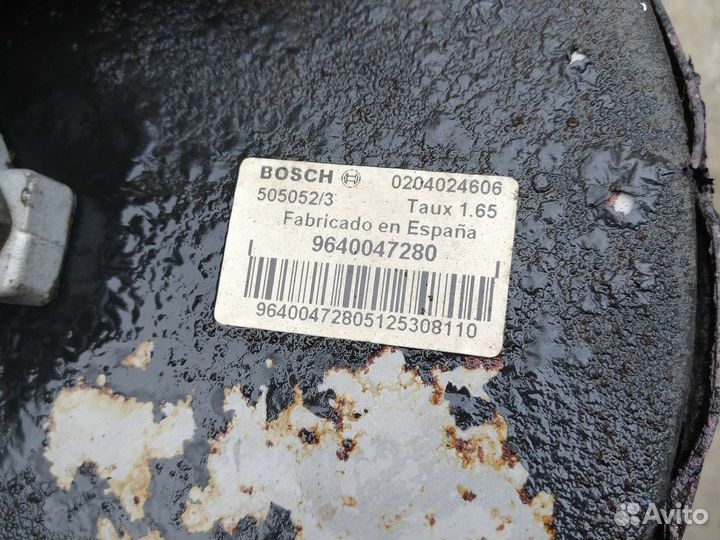 BOSCH 0204024606
505052/3 Taux 1.65
Fabricado en España
9640047280
96400472805125308110
Avito